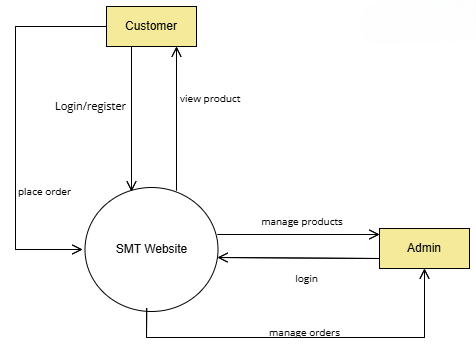 Customer
Login/register
view product
place order
manage products
SMT Website
Admin
login
manage orders